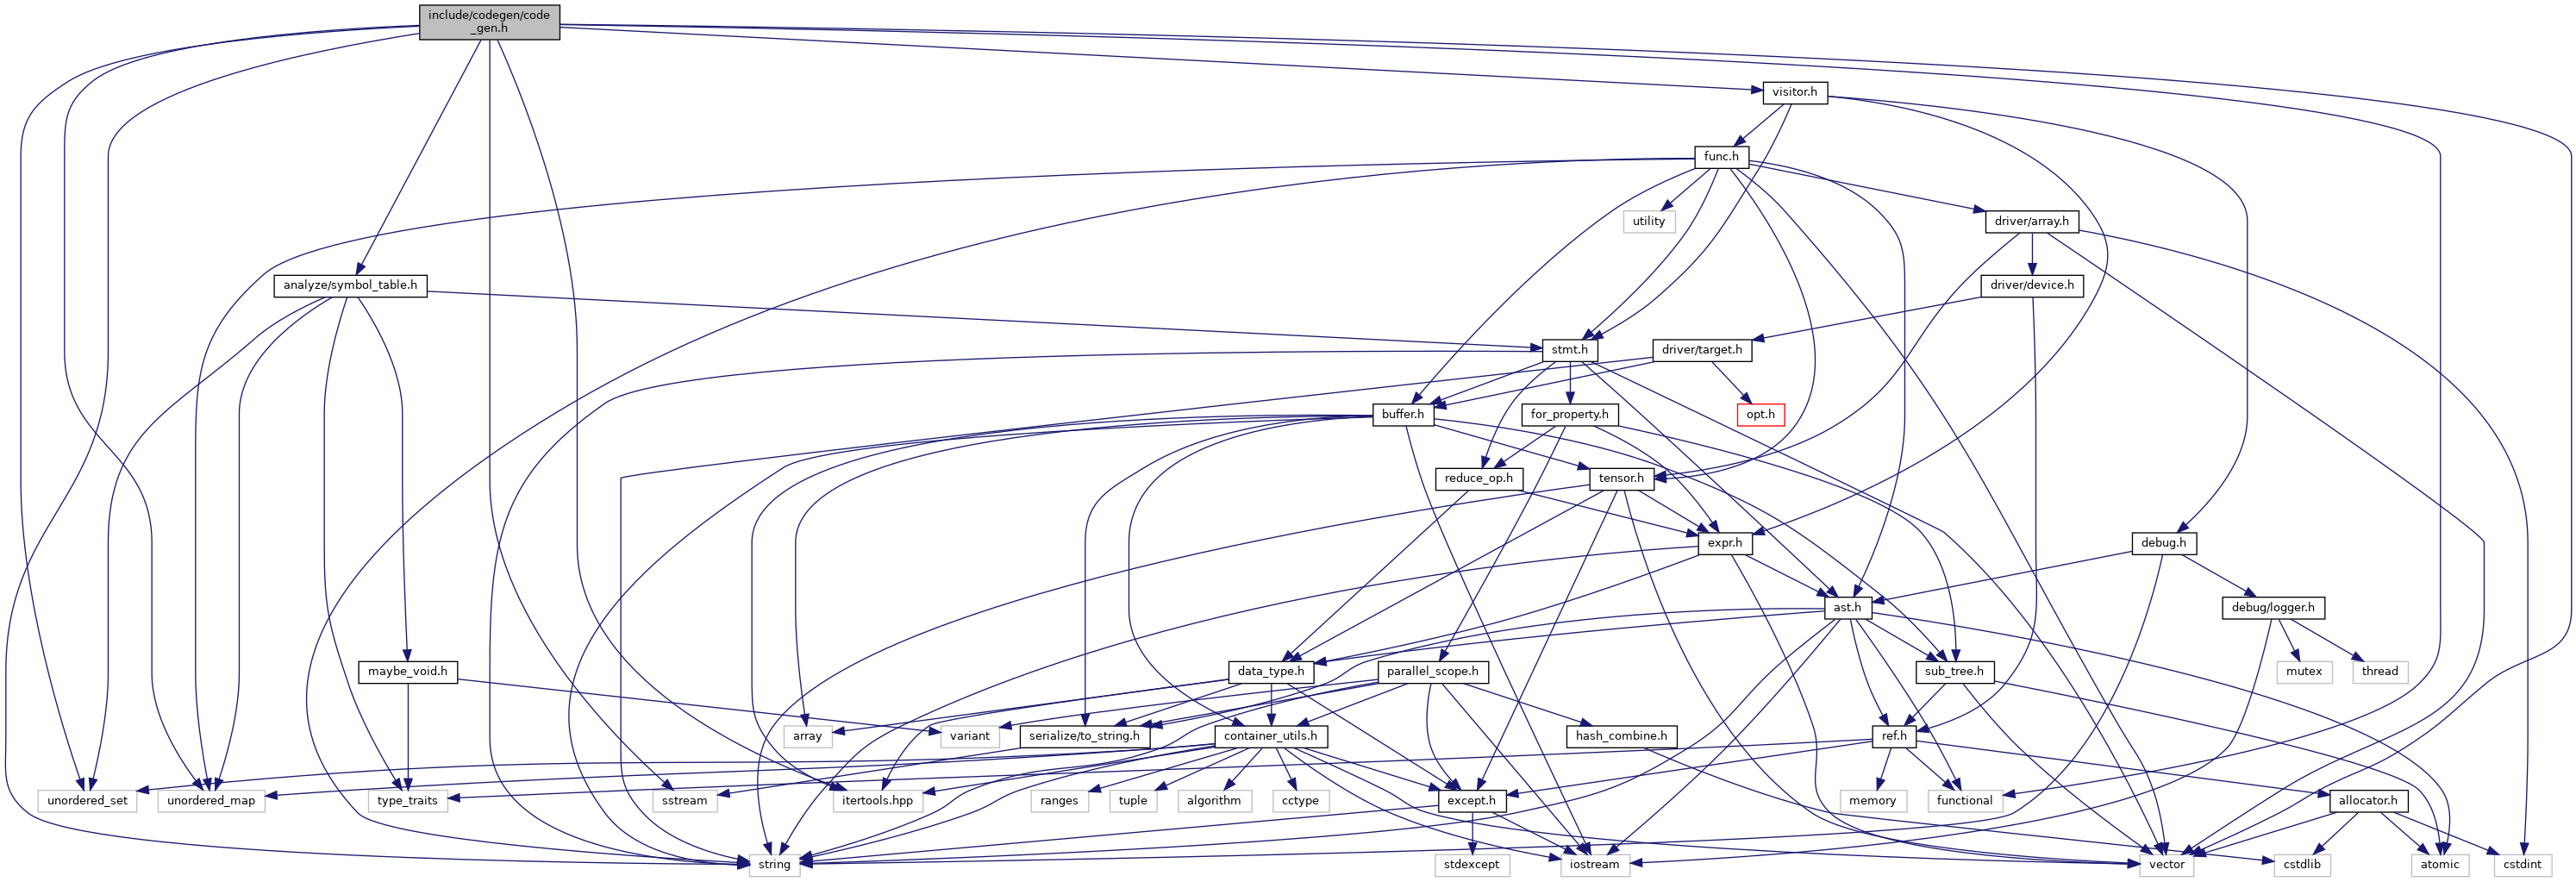 include/codegen/code
_gen.h
visitor.h
func.h
utility
driver/array.h
analyze/symbol_table.h
driver/device.h
stmt.h
driver/target.h
buffer.h
for_property.h
opt.h
reduce_op.h
tensor.h
expr.h
debug.h
ast.h
debug/logger.h
maybe_void.h
data_type.h
parallel_scope.h
sub_tree.h
mutex
thread
array
variant
serialize/to_string.h
container_utils.h
hash_combine.h
ref.h
unordered_set
unordered_map
type_traits
sstream
itertools.hpp
ranges
tuple
algorithm
cctype
except.h
memory
functional
allocator.h
string
stdexcept
iostream
vector
cstdlib
atomic
cstdint